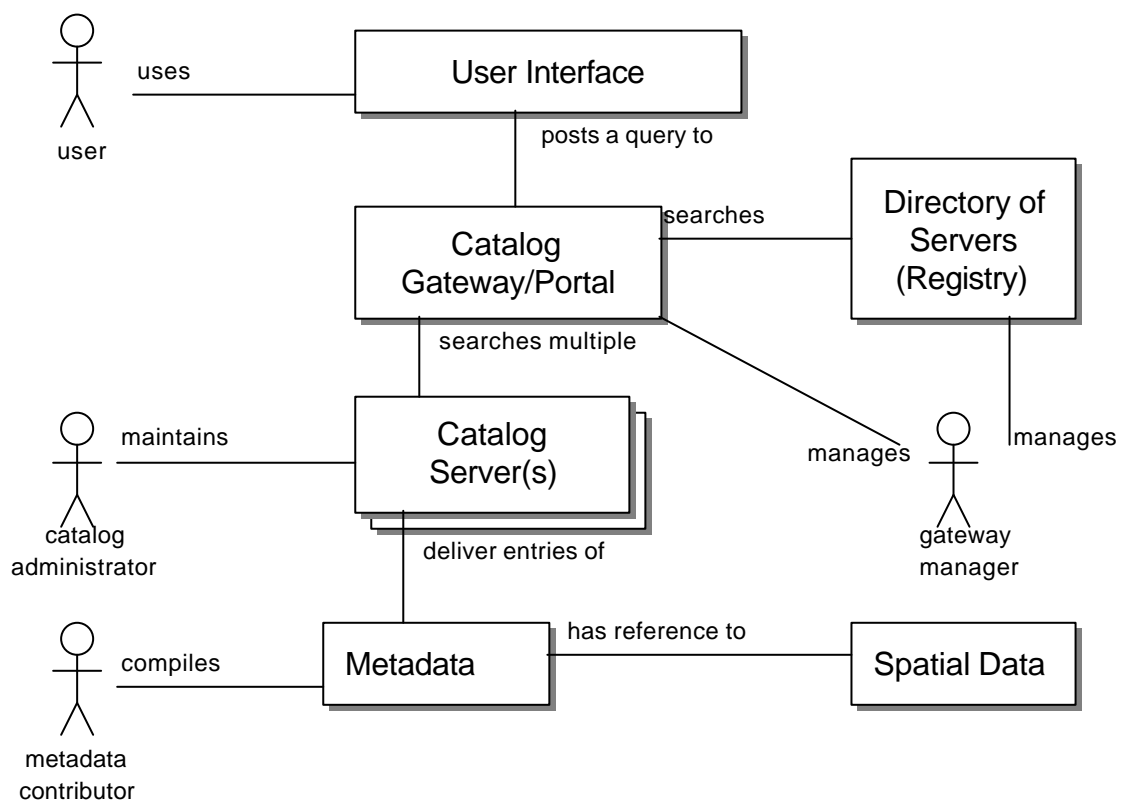 uses
User Interface
user
posts a query to
searches
Directory of
Servers
(Registry)
Catalog
Gateway/Portal
searches multiple
maintains
Catalog
Server(s)
manages
manages
catalog
administrator
deliver entries of
gateway
manager
compiles
Metadata
has reference to
Spatial Data
metadata
contributor